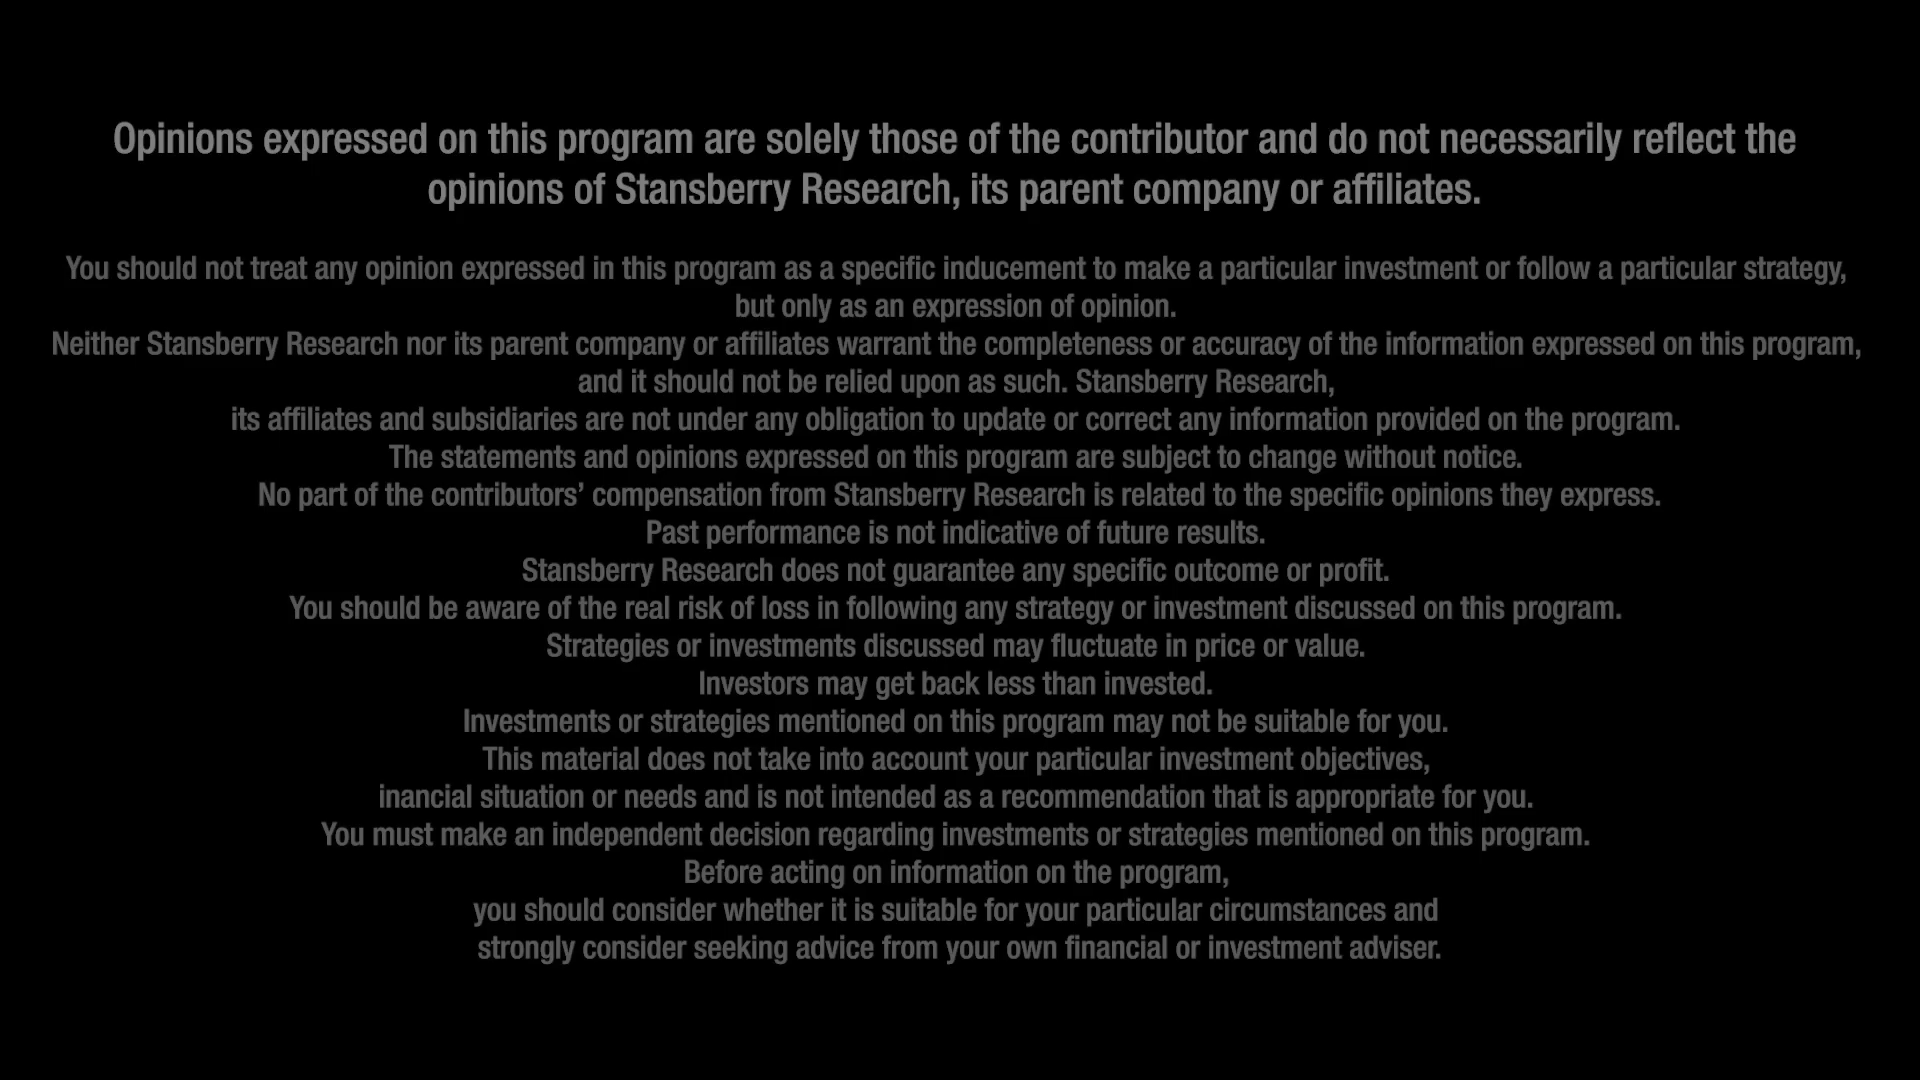 Opinions expressed on this program are solely those of the contributor and do not necessarily reflect the
opinions of Stansberry Research, its parent company or affiliates.
You should not treat any opinion expressed in this program as a specific inducement to make a particular investment or follow a particular strategy,
but only as an expression of opinion.
Neither Stansberry Research nor its parent company or affiliates warrant the completeness or accuracy of the information expressed on this program,
and it should not be relied upon as such. Stansberry Research,
its affiliates and subsidiaries are not under any obligation to update or correct any information provided on the program.
The statements and opinions expressed on this program are subject to change without notice.
No part of the contributors’ compensation from Stansberry Research is related to the specific opinions they express.
Past performance is not indicative of future results.
Stansberry Research does not guarantee any specific outcome or profit.
You should be aware of the real risk of loss in following any strategy or investment discussed on this program.
Strategies or investments discussed may fluctuate in price or value.
Investors may get back less than invested.
Investments or strategies mentioned on this program may not be suitable for you.
This material does not take into account your particular investment objectives,
inancial situation or needs and is not intended as a recommendation that is appropriate for you.
You must make an independent decision regarding investments or strategies mentioned on this program.
Before acting on information on the program,
you should consider whether it is suitable for your particular circumstances and
strongly consider seeking advice from your own financial or investment adviser.